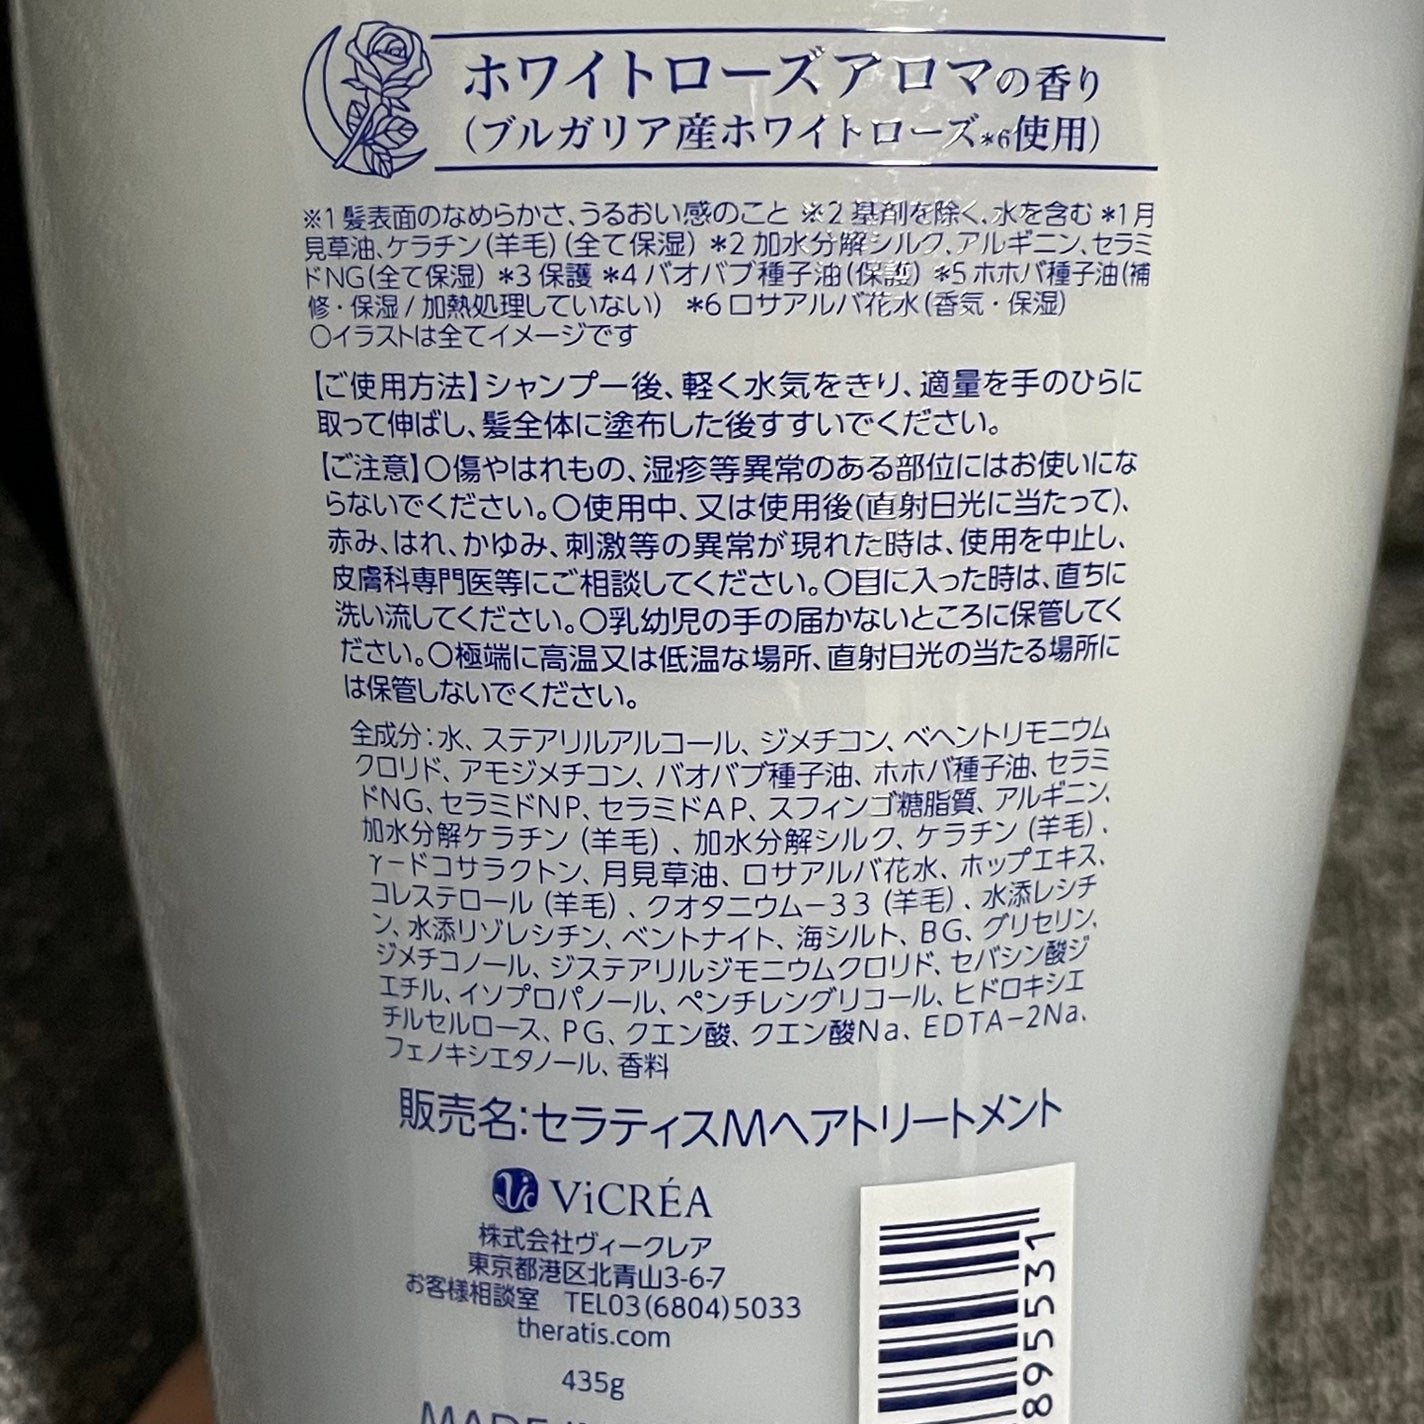 ホワイトローズアロマの香り
(ブルガリア産ホワイトローズ*6使用)
※1 髪表面のなめらかさ、うるおい感のこと ※2 基剤を除く、水を含む *1 月
見草油、ケラチン(羊毛)(全て保湿) *2 加水分解シルク、アルギニン、セラミ
ドNG(全て保湿) *3 保護 *4 バオバブ種子油(保護) *5 ホホバ種子油(補
修・保湿 / 加熱処理していない) *6 ロサアルバ花水(香気・保湿)
〇イラストは全てイメージです
【ご使用方法】シャンプー後、軽く水気をきり、適量を手のひらに
取って伸ばし、髪全体に塗布した後すすいでください。
【ご注意】〇傷やはれもの、湿疹等異常のある部位にはお使いにな
らないでください。〇使用中、又は使用後(直射日光に当たって)、
赤み、はれ、かゆみ、刺激等の異常が現れた時は、使用を中止し、
皮膚科専門医等にご相談してください。〇目に入った時は、直ちに
洗い流してください。〇乳幼児の手の届かないところに保管してく
ださい。〇極端に高温又は低温な場所、直射日光の当たる場所に
は保管しないでください。
全成分：水、ステアリルアルコール、ジメチコン、ベヘントリモニウム
クロリド、アモジメチコン、バオバブ種子油、ホホバ種子油、セラミ
ドNG、セラミドNP、セラミドAP、スフィンゴ糖脂質、アルギニン、
加水分解ケラチン（羊毛）、加水分解シルク、ケラチン（羊毛）、
γードコサラクトン、月見草油、ロサアルバ花水、ホップエキス、
コレステロール（羊毛）、クオタニウムー33（羊毛）、水添レシチ
ン、水添リゾレシチン、ベントナイト、海シルト、BG、グリセリン、
ジメチコノール、ジステアリルジモニウムクロリド、セバシン酸ジ
エチル、イソプロパノール、ペンチレングリコール、ヒドロキシエ
チルセルロース、PG、クエン酸、クエン酸Na、EDTAー2Na、
フェノキシエタノール、香料
販売名:セラティスMヘアトリートメント
Vc ViCRÉA
株式会社ヴィークレア
東京都港区北青山3-6-7
お客様相談室 TEL03(6804)5033
theratis.com
435g
MADE IN
895531